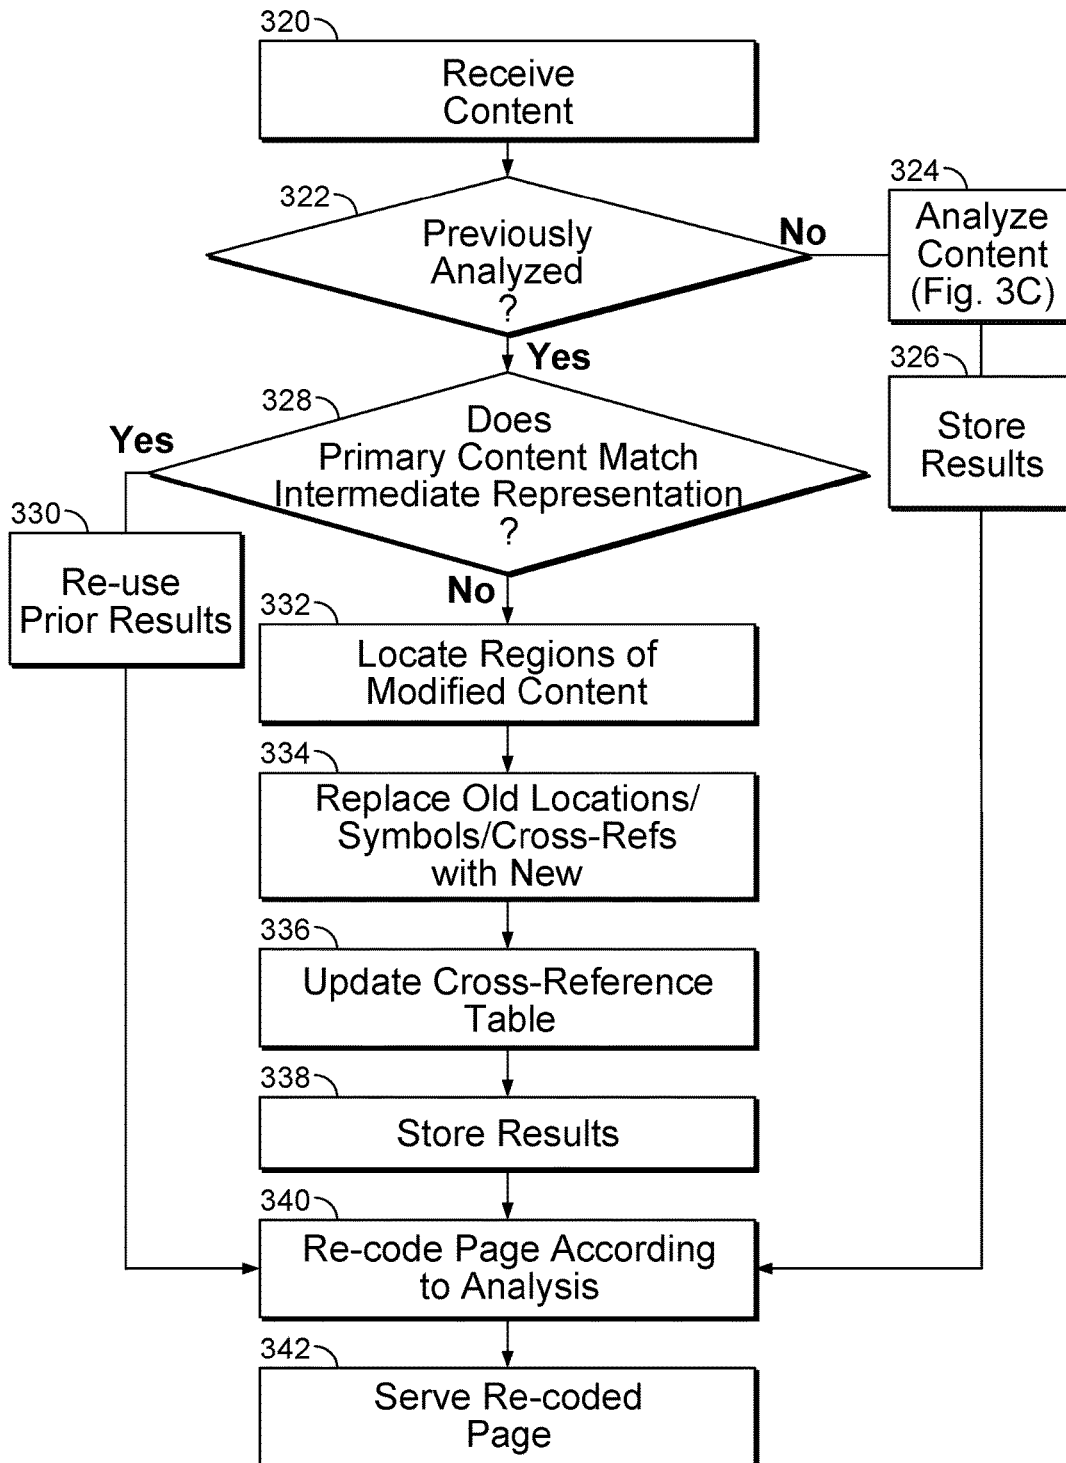 320
Receive
Content
322
Previously
Analyzed
?
No
324
Analyze
Content
(Fig. 3C)
Yes
326
Store
Results
328
Does
Primary Content Match
Intermediate Representation
?
Yes
330
Re-use
Prior Results
No
332
Locate Regions of
Modified Content
334
Replace Old Locations/
Symbols/Cross-Refs
with New
336
Update Cross-Reference
Table
338
Store Results
340
Re-code Page According
to Analysis
342
Serve Re-coded
Page